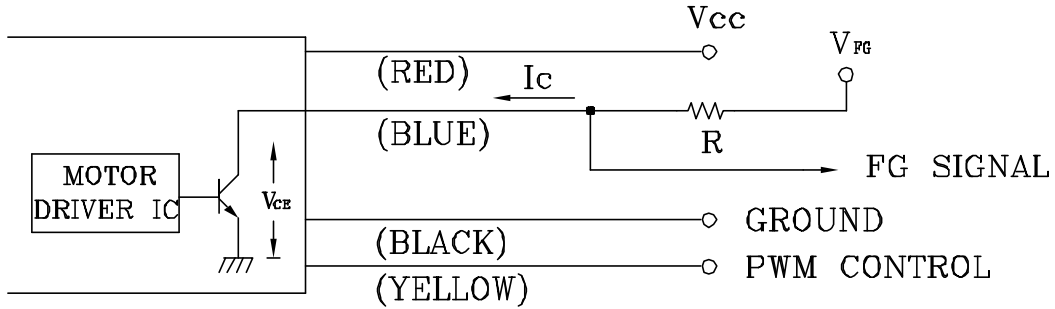 Vcc
VFG
(RED)
Ic
(BLUE)
R
MOTOR
DRIVER IC
VCE
FG SIGNAL
GROUND
(BLACK)
PWM CONTROL
(YELLOW)